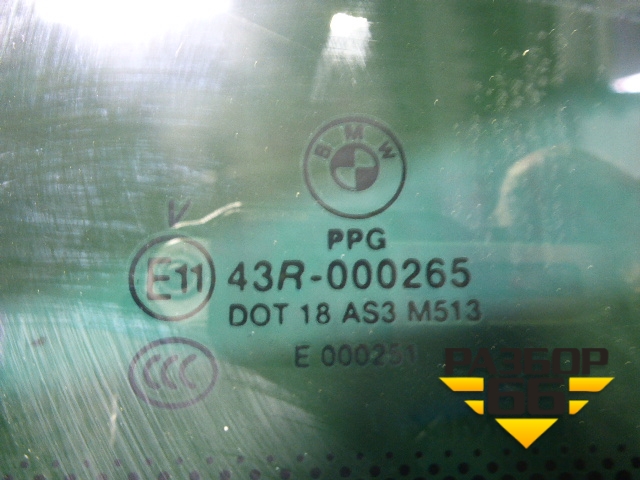 BMW
PPG
V
E11 43R-000265
DOT 18 AS3 M513
CCC E 000251
РАЗБОР
66